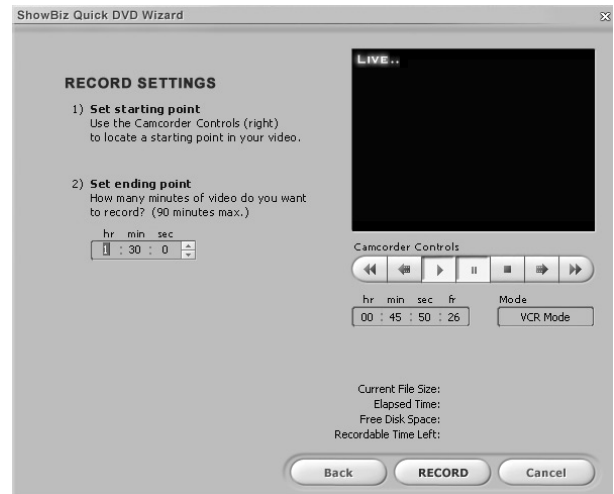 ShowBiz Quick DVD Wizard
RECORD SETTINGS
1) Set starting point
Use the Camcorder Controls (right)
to locate a starting point in your video.
2) Set ending point
How many minutes of video do you want
to record? (90 minutes max.)
hr min sec
1 : 30 : 0
LIVE..
Camcorder Controls
hr min sec fr
00 : 45 : 50 : 26
Mode
VCR Mode
Current File Size:
Elapsed Time:
Free Disk Space:
Recordable Time Left:
Back
RECORD
Cancel